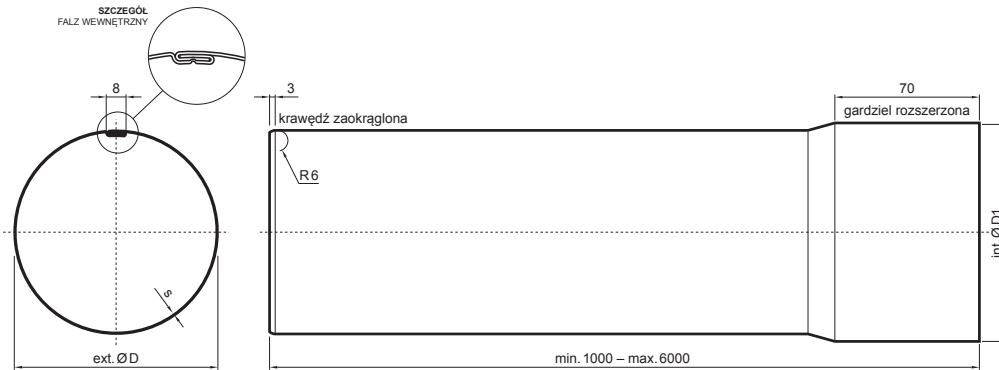 SZCZEGÓŁ
FALZ WEWNĘTRZNY
8
3
krawędź zaokrąglona
R6
70
gardziel rozszerzona
int. ØD1
s
ext. ØD
min. 1000 – max. 6000